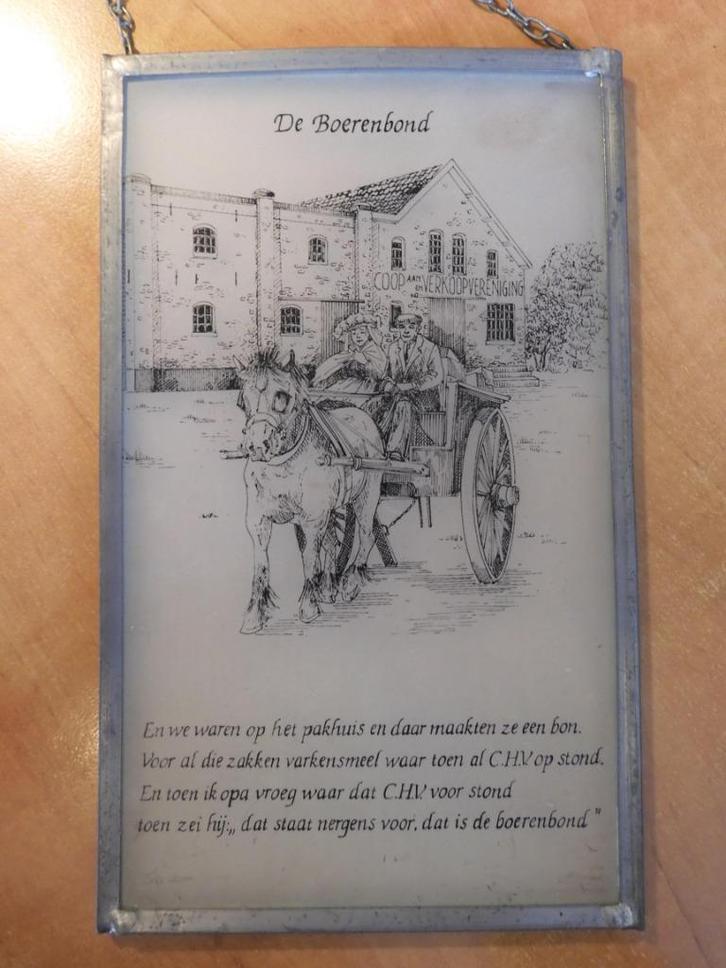 De Boerenbond
COOP AAN EN VERKOOPVERENIGING
En we waren op het pakhuis en daar maakten ze een bon.
Voor al die zakken varkensmeel waar toen al C.H.V. op stond.
En toen ik opa vroeg waar dat C.H.V. voor stond
toen zei hij:„ dat staat nergens voor, dat is de boerenbond"